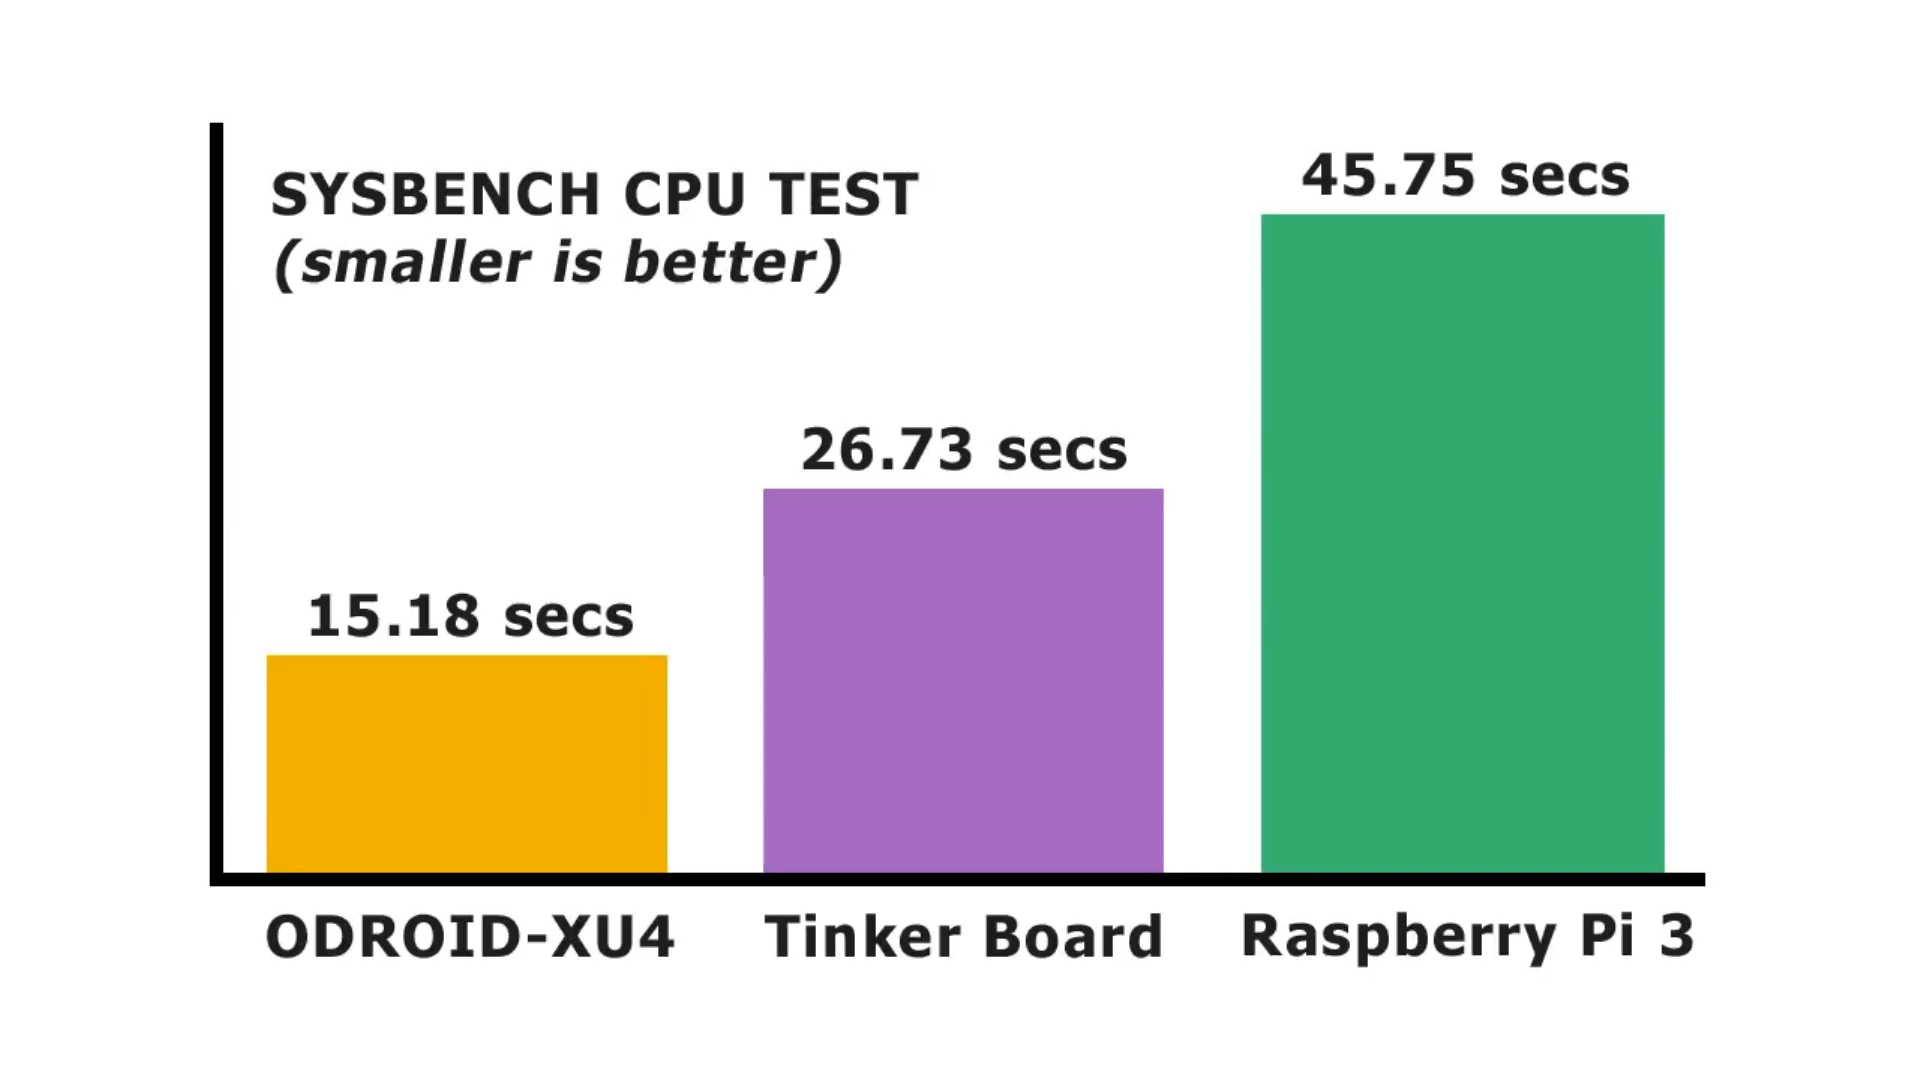 SYSBENCH CPU TEST
(smaller is better)
45.75 secs
26.73 secs
15.18 secs
ODROID-XU4
Tinker Board
Raspberry Pi 3